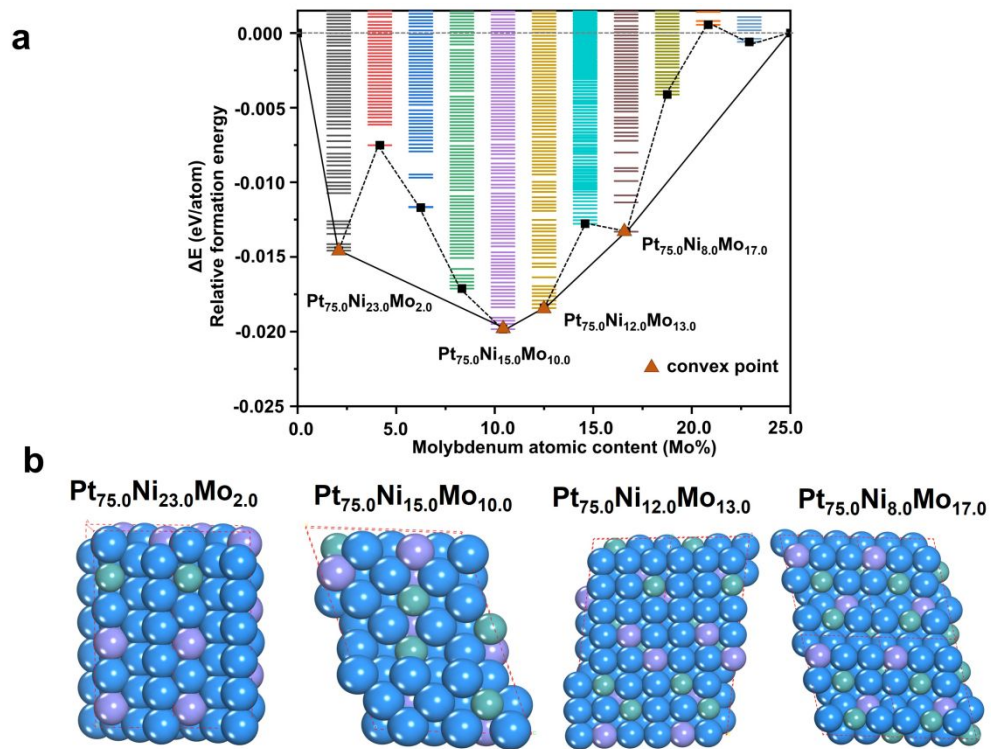 a
ΔE (eV/atom)
Relative formation energy
0.000
-0.005
-0.010
-0.015
-0.020
-0.025
Pt₇₅.₀Ni₂₃.₀Mo₂.₀
Pt₇₅.₀Ni₁₅.₀Mo₁₀.₀
Pt₇₅.₀Ni₁₂.₀Mo₁₃.₀
Pt₇₅.₀Ni₈.₀Mo₁₇.₀
convex point
0.0 5.0 10.0 15.0 20.0 25.0
Molybdenum atomic content (Mo%)
b
Pt₇₅.₀Ni₂₃.₀Mo₂.₀ Pt₇₅.₀Ni₁₅.₀Mo₁₀.₀ Pt₇₅.₀Ni₁₂.₀Mo₁₃.₀ Pt₇₅.₀Ni₈.₀Mo₁₇.₀